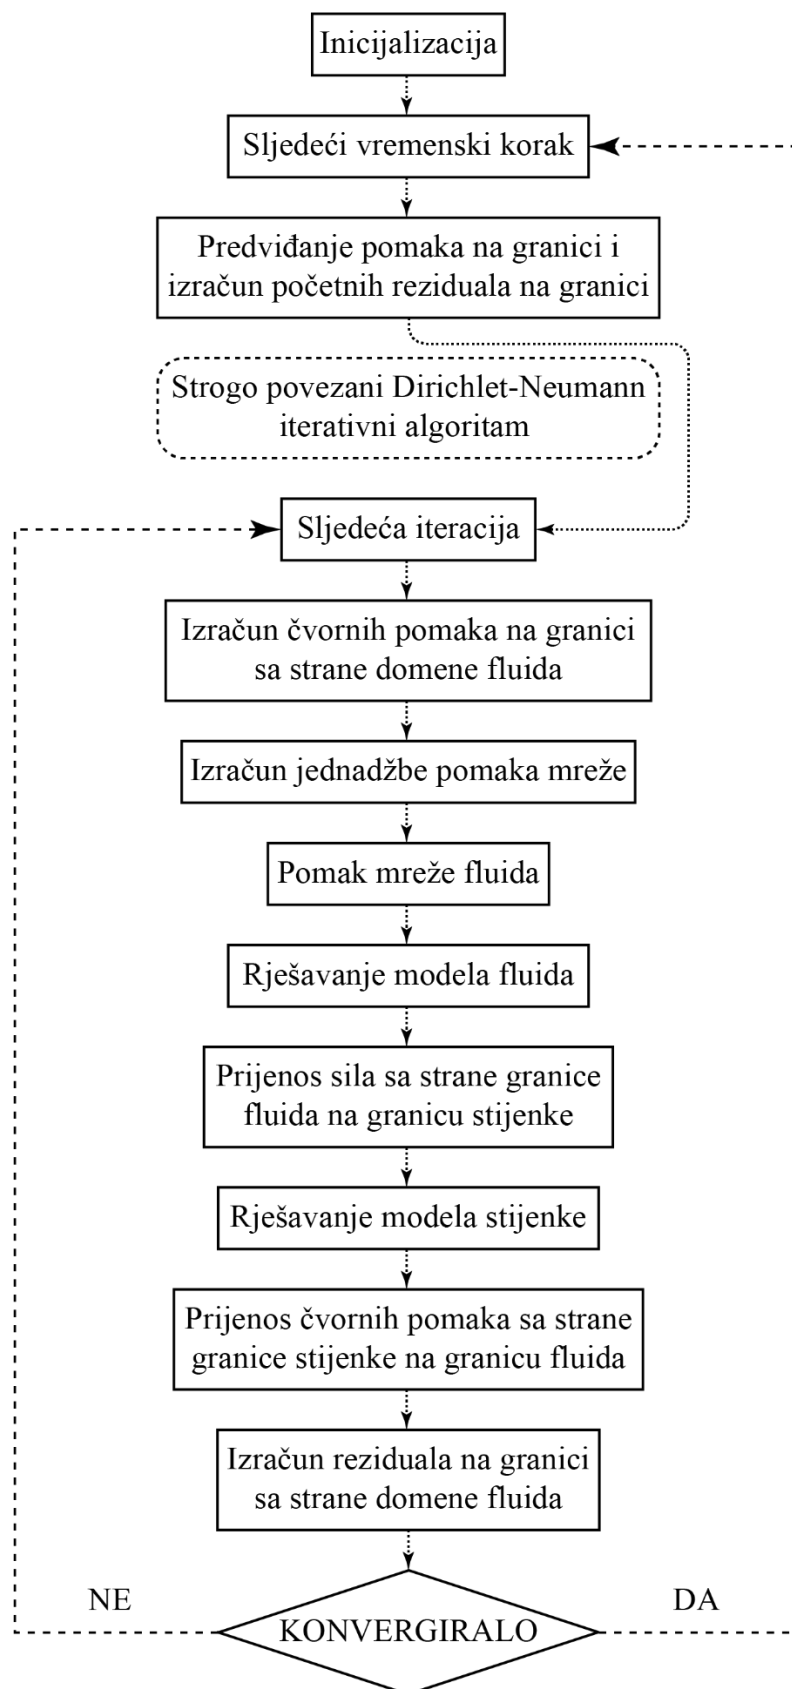 Inicijalizacija
Sljedeći vremenski korak
Predviđanje pomaka na granici i
izračun početnih reziduala na granici
Strogo povezani Dirichlet-Neumann
iterativni algoritam
Sljedeća iteracija
Izračun čvornih pomaka na granici
sa strane domene fluida
Izračun jednadžbe pomaka mreže
Pomak mreže fluida
Rješavanje modela fluida
Prijenos sila sa strane granice
fluida na granicu stijenke
Rješavanje modela stijenke
Prijenos čvornih pomaka sa strane
granice stijenke na granicu fluida
Izračun reziduala na granici
sa strane domene fluida
NE
DA
KONVERGIRALO